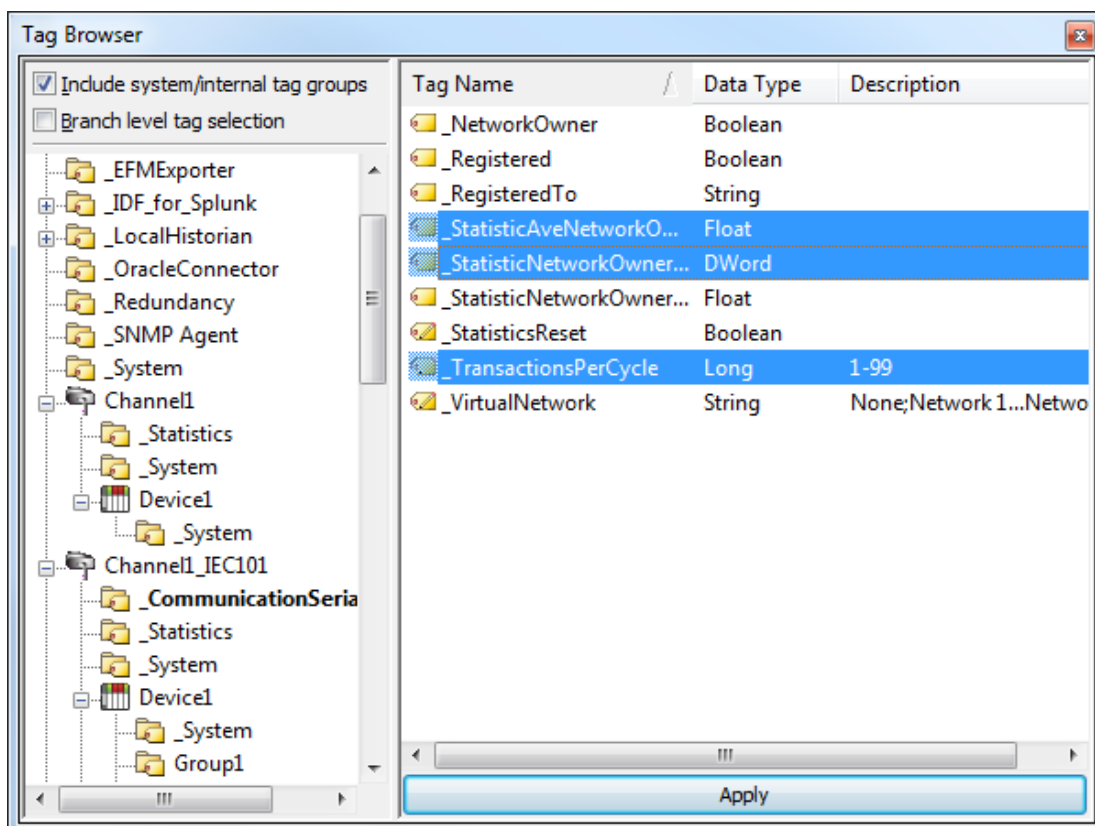 Tag Browser
Include system/internal tag groups
Branch level tag selection
_EFMExporter
_IDF_for_Splunk
_LocalHistorian
_OracleConnector
_Redundancy
_SNMP Agent
_System
Channel1
_Statistics
_System
Device1
_System
Channel1_IEC101
_CommunicationSeria
_Statistics
_System
Device1
_System
Group1
Tag Name Data Type Description
_NetworkOwner Boolean
_Registered Boolean
_RegisteredTo String
_StatisticAveNetworkO... Float
_StatisticNetworkOwner... DWord
_StatisticNetworkOwner... Float
_StatisticsReset Boolean
_TransactionsPerCycle Long 1-99
_VirtualNetwork String None;Network 1...Netwo
Apply